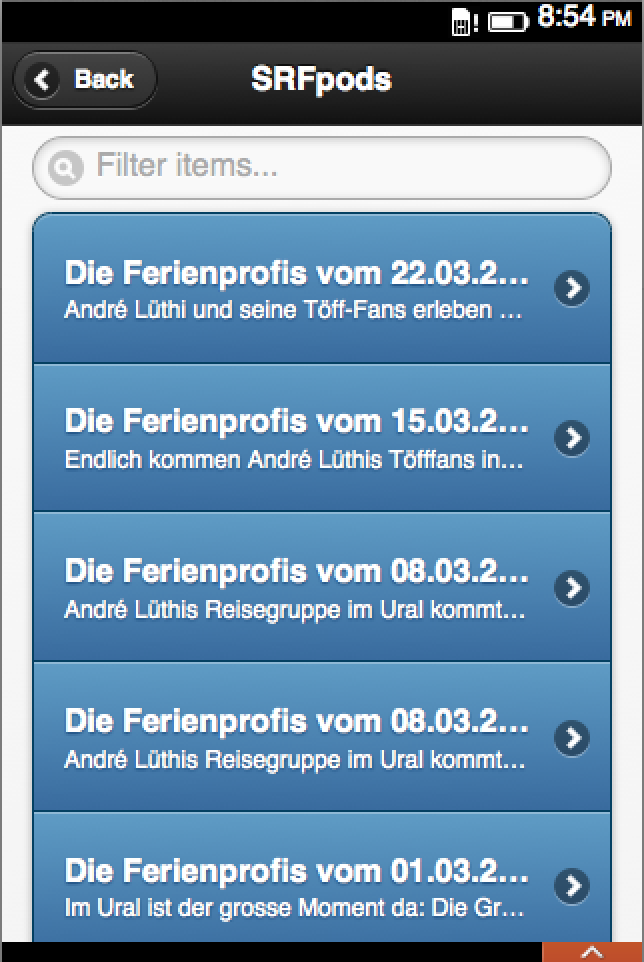 8:54 PM
Back
SRFpods
Filter items...
Die Ferienprofis vom 22.03.2...
André Lüthi und seine Töff-Fans erleben ...
Die Ferienprofis vom 15.03.2...
Endlich kommen André Lüthis Töfffans in...
Die Ferienprofis vom 08.03.2...
André Lüthis Reisegruppe im Ural kommt...
Die Ferienprofis vom 08.03.2...
André Lüthis Reisegruppe im Ural kommt...
Die Ferienprofis vom 01.03.2...
Im Ural ist der grosse Moment da: Die Gr...